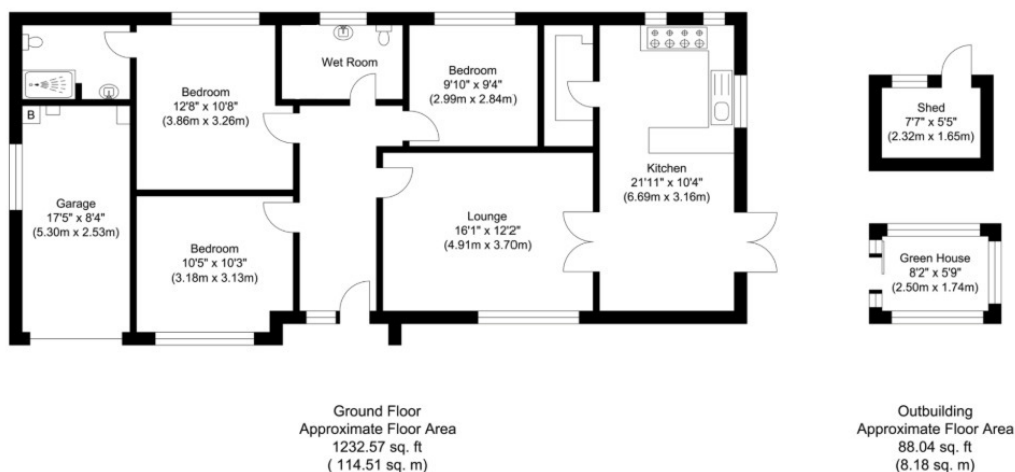 Wet Room
Bedroom
12'8" x 10'8"
(3.86m x 3.26m)
Bedroom
9'10" x 9'4"
(2.99m x 2.84m)
B
Garage
17'5" x 8'4"
(5.30m x 2.53m)
Bedroom
10'5" x 10'3"
(3.18m x 3.13m)
Lounge
16'1" x 12'2"
(4.91m x 3.70m)
Kitchen
21'11" x 10'4"
(6.69m x 3.16m)
Shed
7'7" x 5'5"
(2.32m x 1.65m)
Green House
8'2" x 5'9"
(2.50m x 1.74m)
Ground Floor
Approximate Floor Area
1232.57 sq. ft
( 114.51 sq. m)
Outbuilding
Approximate Floor Area
88.04 sq. ft
(8.18 sq. m)